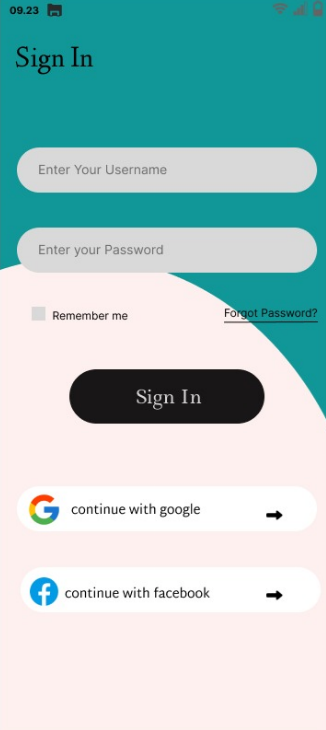 09.23
Sign In
Enter Your Username
Enter your Password
Remember me
Forgot Password?
Sign In
continue with google
continue with facebook